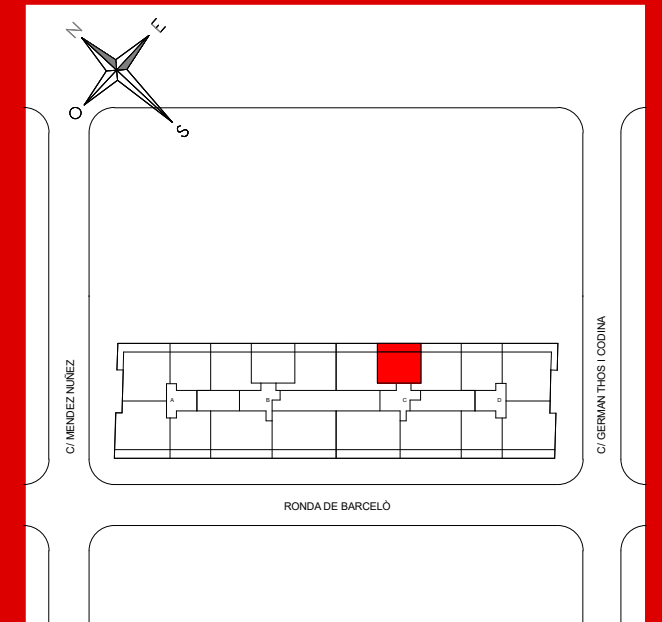 N
E
O
S
C/ MENDEZ NUÑEZ
C/ GERMAN THOS I CODINA
A
B
C
D
RONDA DE BARCELÒ